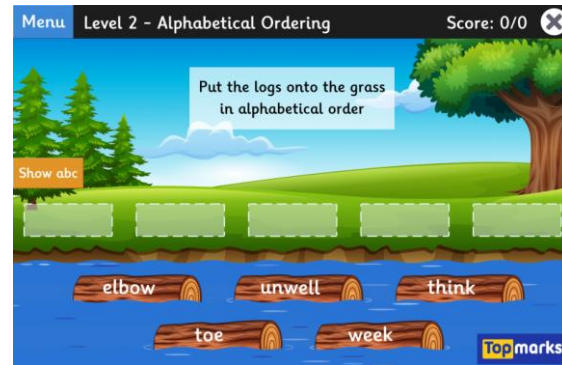 Menu
Level 2 - Alphabetical Ordering
Score: 0/0
Put the logs onto the grass
in alphabetical order
Show abc
elbow
unwell
think
toe
week
Topmarks